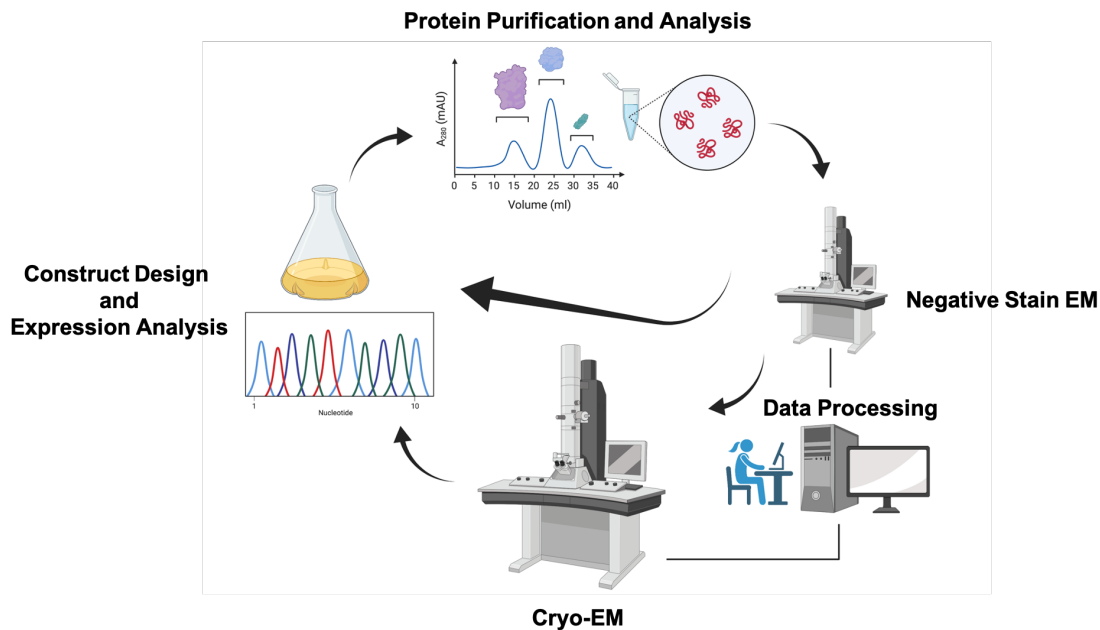 Protein Purification and Analysis
A280 (mAU)
0 5 10 15 20 25 30 35 40
Volume (ml)
Construct Design
and
Expression Analysis
Negative Stain EM
1 10
Nucleotide
Data Processing
Cryo-EM